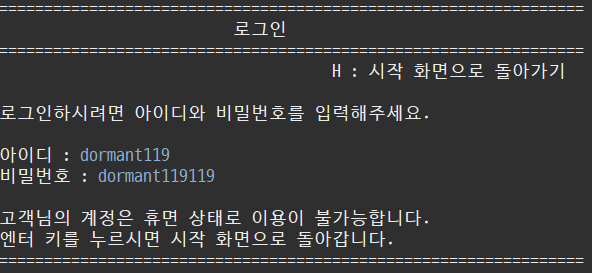 =================================================================
로그인
=================================================================
H : 시작 화면으로 돌아가기
로그인하시려면 아이디와 비밀번호를 입력해주세요.
아이디 : dormant119
비밀번호 : dormant119119
고객님의 계정은 휴면 상태로 이용이 불가능합니다.
엔터 키를 누르시면 시작 화면으로 돌아갑니다.
=================================================================